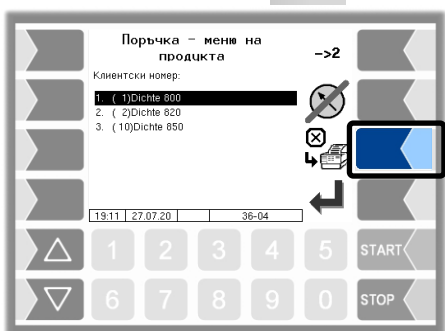 Поръчка - меню на
продукта
->2
Клиентски номер:
1. ( 1)Dichte 800
2. ( 2)Dichte 820
3. ( 10)Dichte 850
19:11 27.07.20 36-04
1 2 3 4 5 START
6 7 8 9 0 STOP